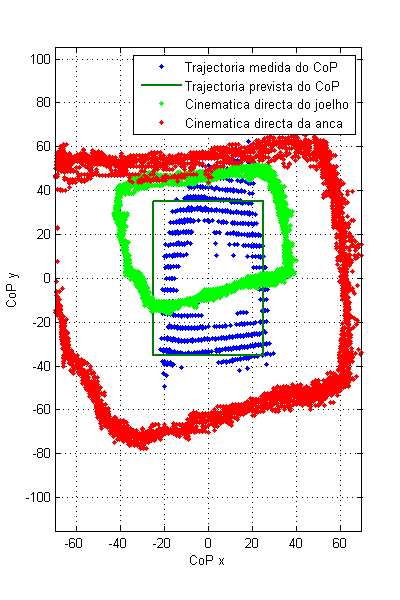 Trajectoria medida do CoP
Trajectoria prevista do CoP
Cinematica directa do joelho
Cinematica directa da anca
100
80
60
40
20
0
-20
-40
-60
-80
-100
CoP y
-60 -40 -20 0 20 40 60
CoP x